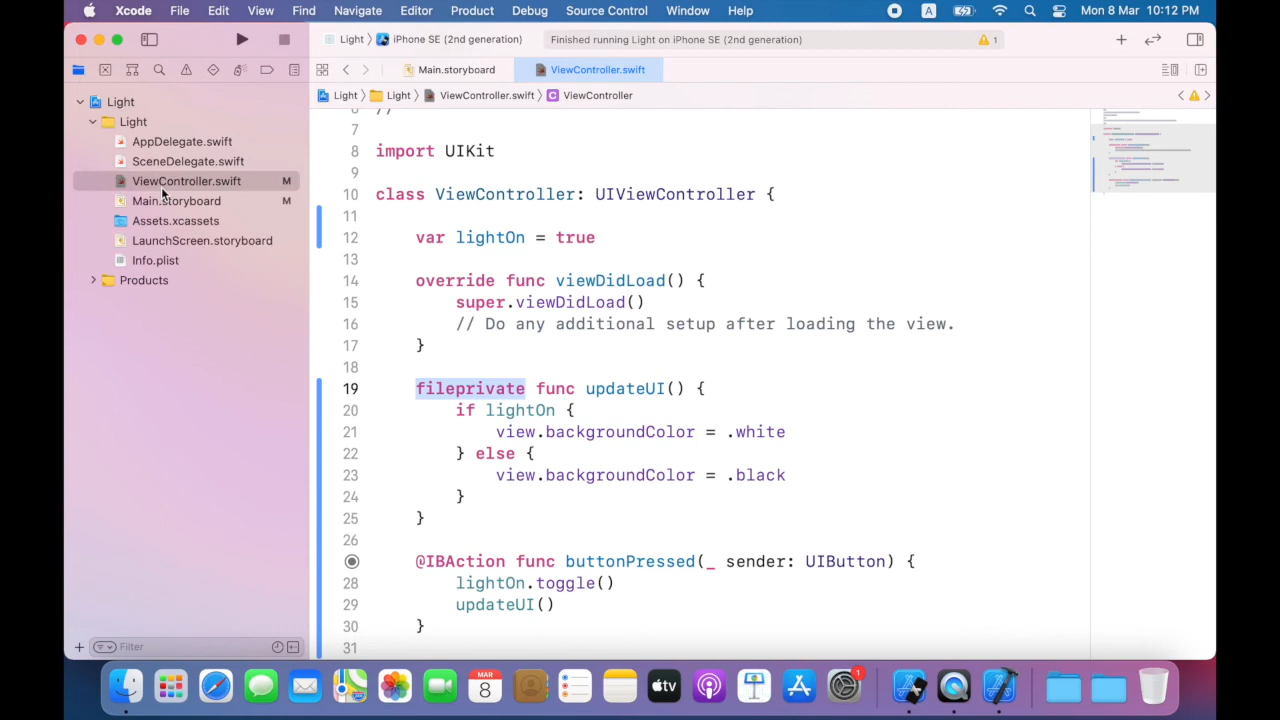 Xcode File Edit View Find Navigate Editor Product Debug Source Control Window Help A Mon 8 Mar 10:12 PM
Light iPhone SE (2nd generation) Finished running Light on iPhone SE (2nd generation) 1
Main.storyboard ViewController.swift
Light Light ViewController.swift C ViewController
Light
Light
AppDelegate.swift
SceneDelegate.swift
ViewController.swift M
Main.storyboard M
Assets.xcassets
LaunchScreen.storyboard
Info.plist
Products
Filter
//
7
8 import UIKit
9
10 class ViewController: UIViewController {
11
12 var lightOn = true
13
14 override func viewDidLoad() {
15 super.viewDidLoad()
16 // Do any additional setup after loading the view.
17 }
18
19 fileprivate func updateUI() {
20 if lightOn {
21 view.backgroundColor = .white
22 } else {
23 view.backgroundColor = .black
24 }
25 }
26
@IBAction func buttonPressed(_ sender: UIButton) {
28 lightOn.toggle()
29 updateUI()
30 }
31
MAR
8
tv
1